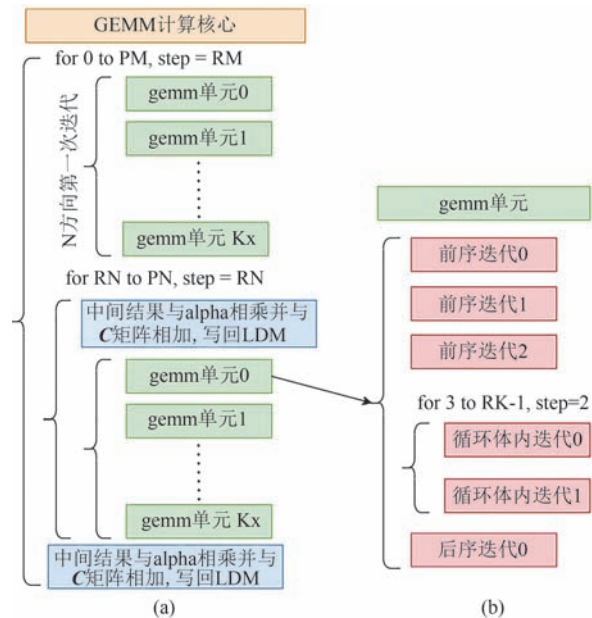 GEMM计算核心
for 0 to PM, step = RM
N方向第一次迭代
gemm单元0
gemm单元1
gemm单元 Kx
for RN to PN, step = RN
中间结果与alpha相乘并与
C矩阵相加, 写回LDM
gemm单元0
gemm单元1
gemm单元 Kx
中间结果与alpha相乘并与
C矩阵相加, 写回LDM
(a)
gemm单元
前序迭代0
前序迭代1
前序迭代2
for 3 to RK-1, step=2
循环体内迭代0
循环体内迭代1
后序迭代0
(b)